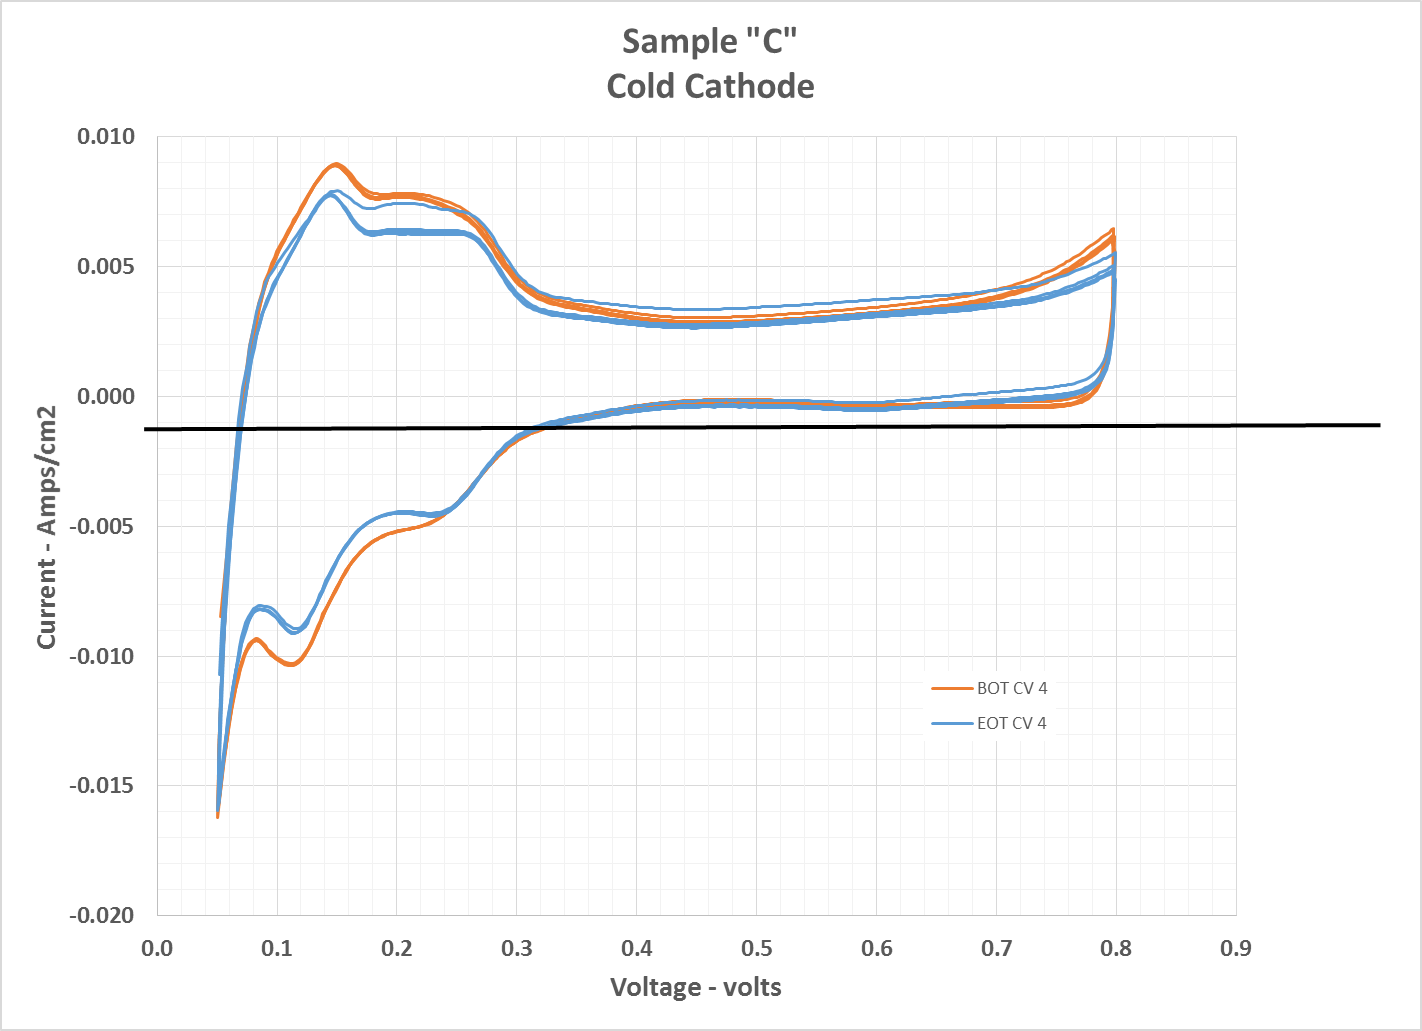 Sample "C"
Cold Cathode
0.010
0.005
0.000
-0.005
-0.010
-0.015
-0.020
Current - Amps/cm2
BOT CV 4
EOT CV 4
0.0 0.1 0.2 0.3 0.4 0.5 0.6 0.7 0.8 0.9
Voltage - volts